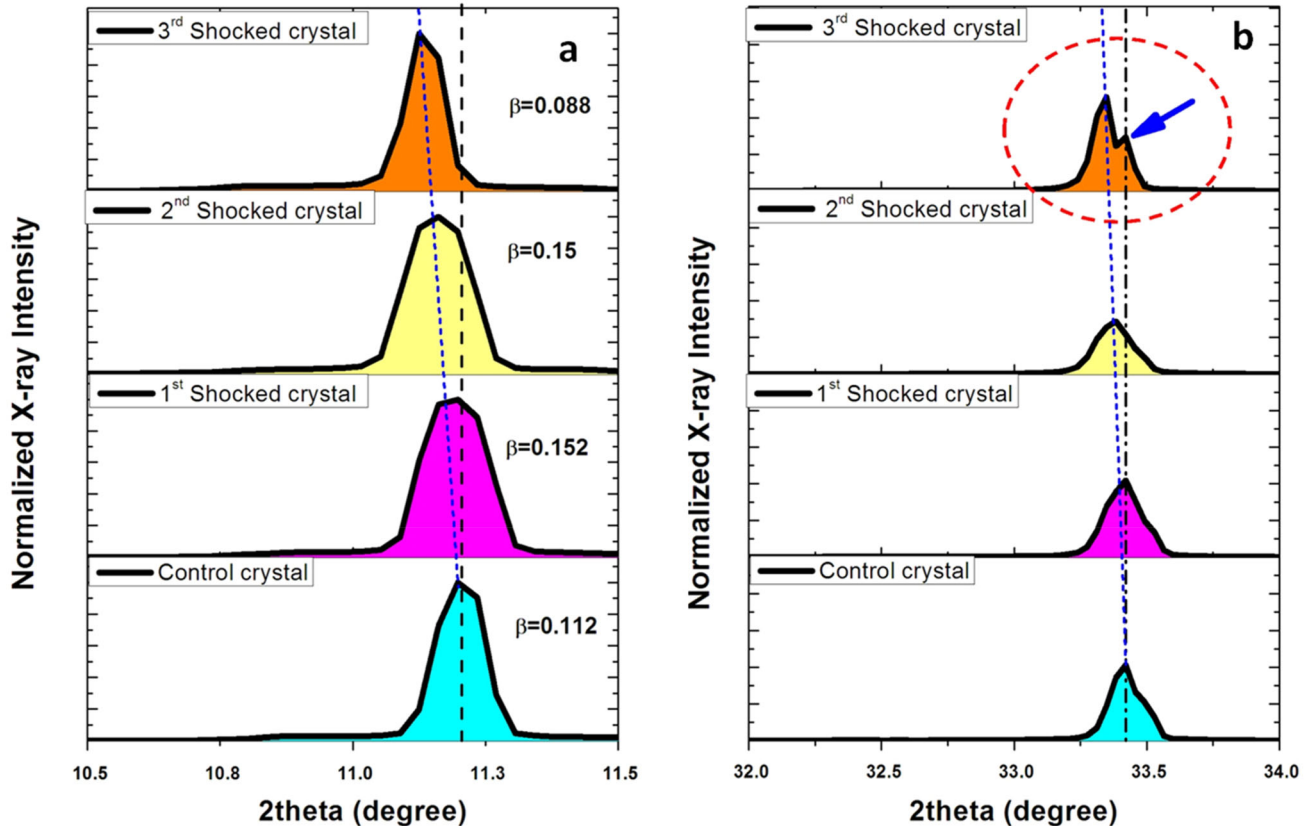 3rd Shocked crystal
a
β=0.088
2nd Shocked crystal
β=0.15
1st Shocked crystal
β=0.152
Control crystal
β=0.112
Normalized X-ray Intensity
10.5 10.8 11.0 11.3 11.5
2theta (degree)
3rd Shocked crystal
b
2nd Shocked crystal
1st Shocked crystal
Control crystal
Normalized X-ray Intensity
32.0 32.5 33.0 33.5 34.0
2theta (degree)